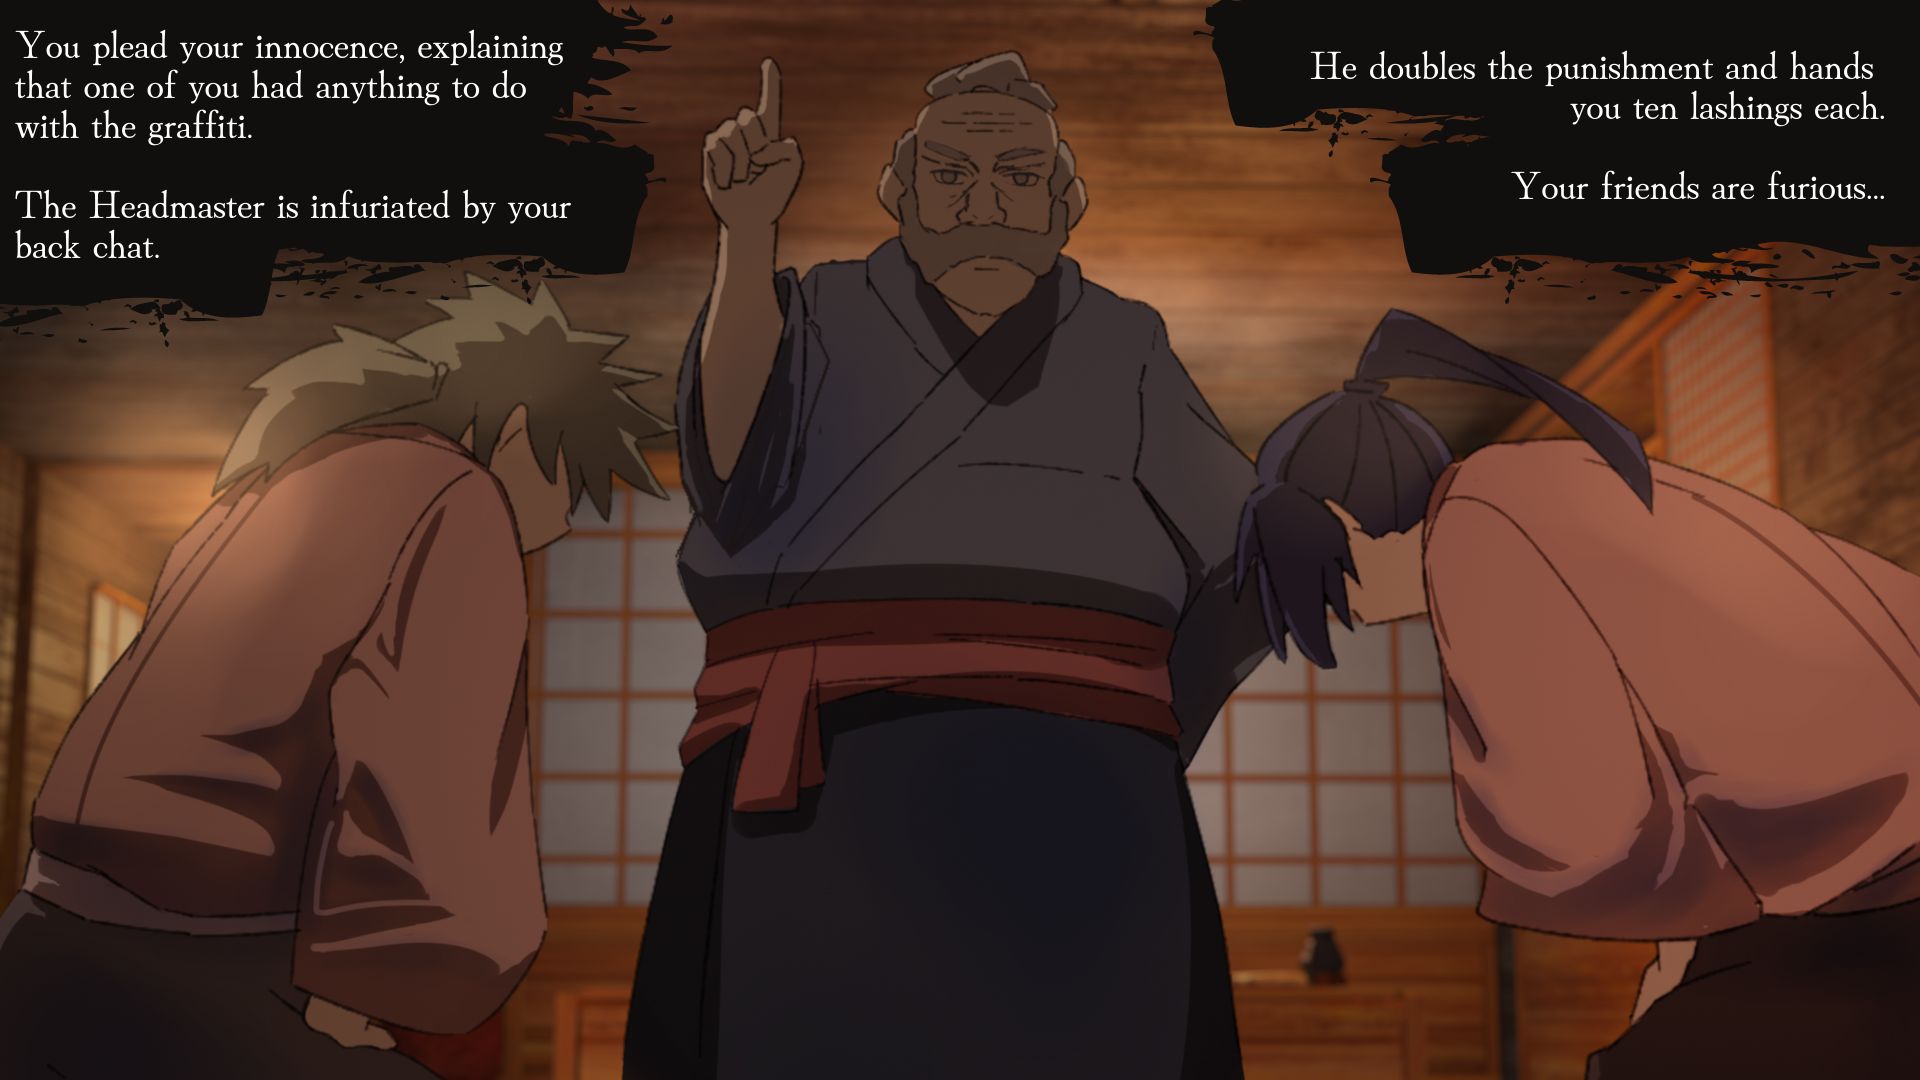 You plead your innocence, explaining
that one of you had anything to do
with the graffiti.
The Headmaster is infuriated by your
back chat.
He doubles the punishment and hands
you ten lashings each.
Your friends are furious...